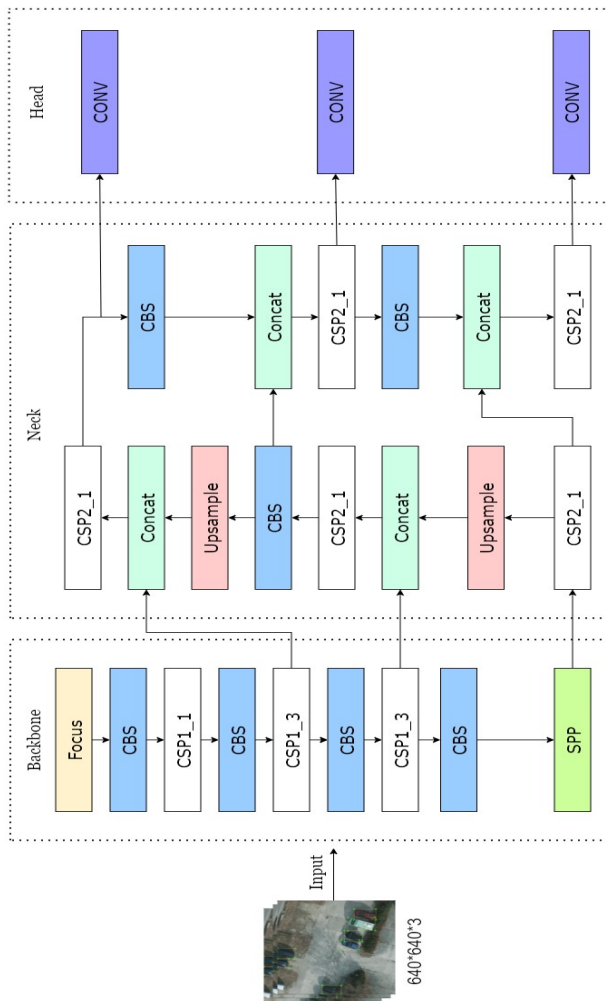 Head
CONV
CONV
CONV
Neck
CBS
Concat
CSP2_1
CBS
Concat
CSP2_1
CSP2_1
Concat
Upsample
CBS
CSP2_1
Concat
Upsample
CSP2_1
Backbone
Focus
CBS
CSP1_1
CBS
CSP1_3
CBS
CSP1_3
CBS
SPP
Input
640*640*3